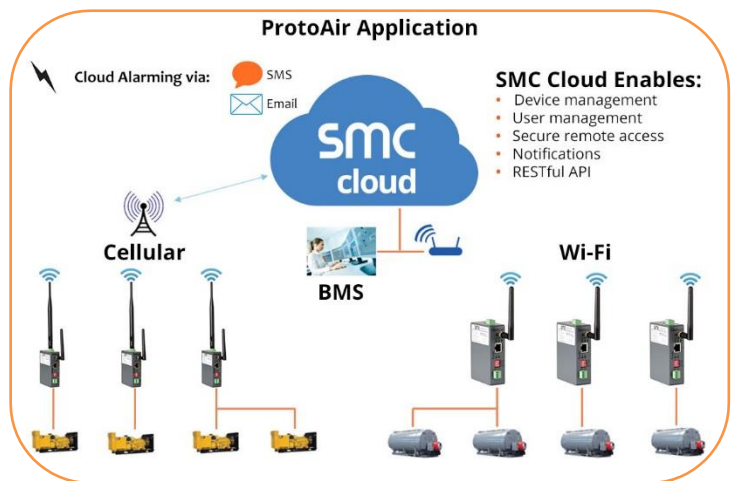 ProtoAir Application
Cloud Alarming via:
SMS
Email
SMC Cloud Enables:
• Device management
• User management
• Secure remote access
• Notifications
• RESTful API
smc
cloud
Cellular
BMS
Wi-Fi